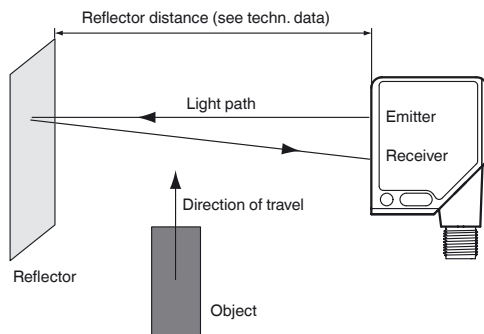 Reflector distance (see techn. data)
Light path
Emitter
Receiver
Direction of travel
Reflector
Object